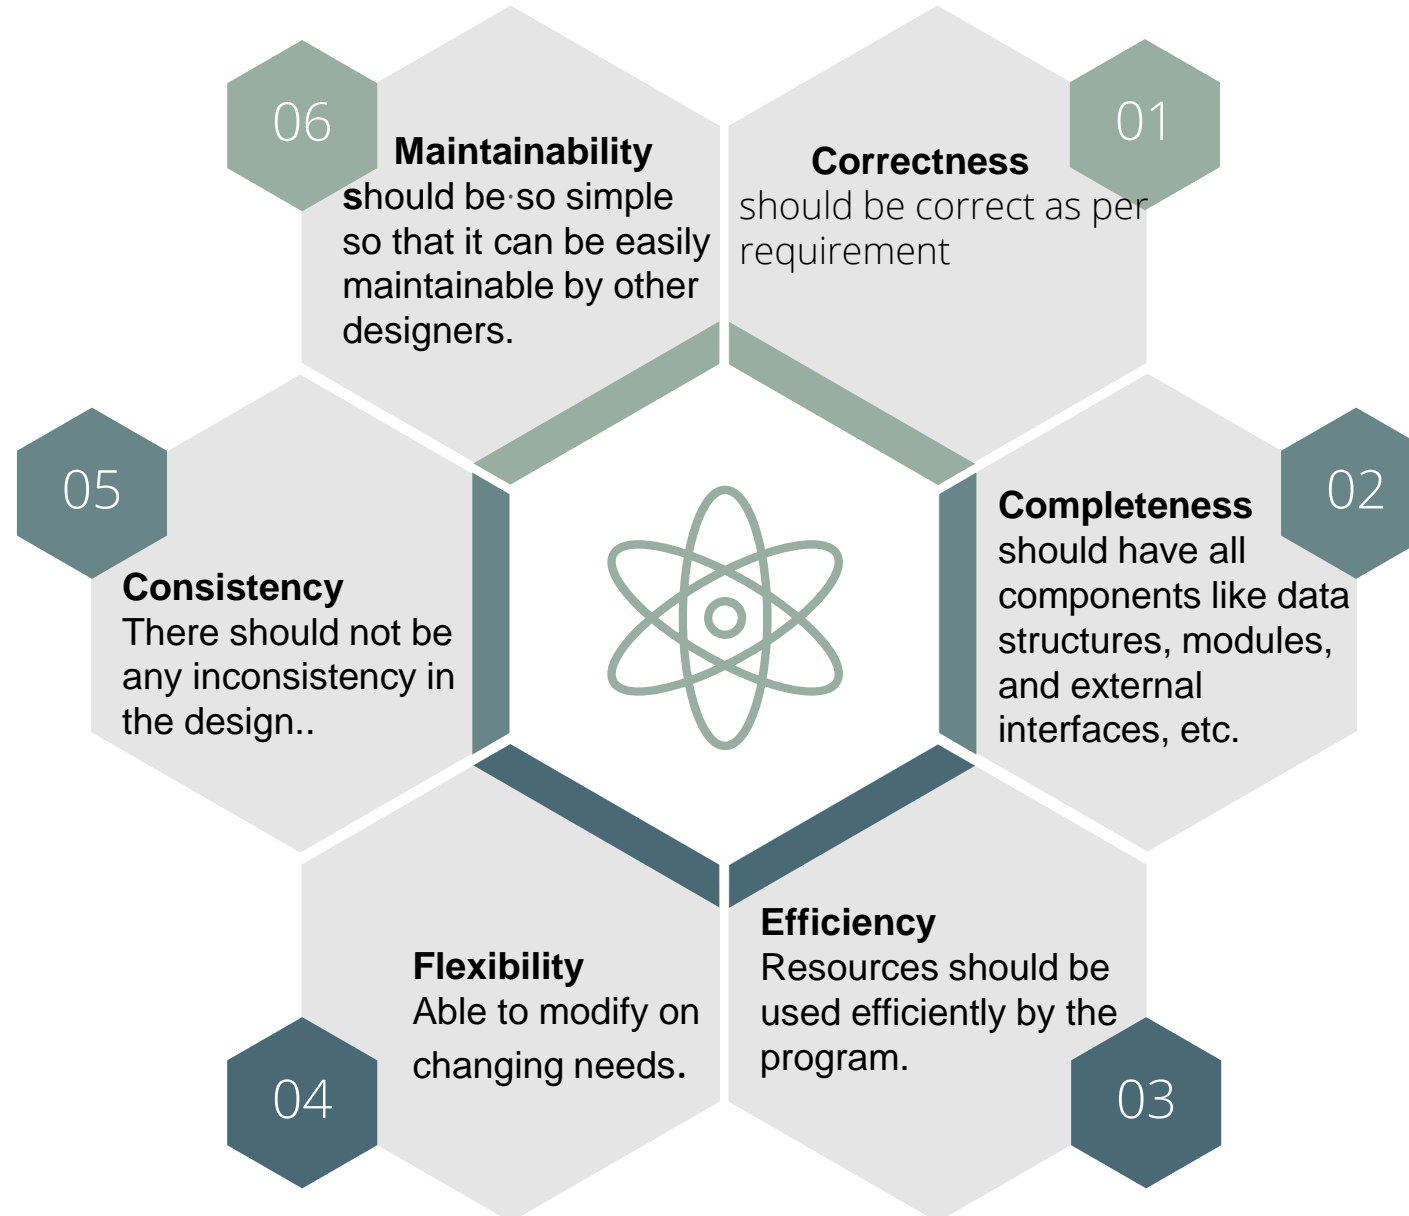 01
Correctness
should be correct as per
requirement
02
Completeness
should have all
components like data
structures, modules,
and external
interfaces, etc.
03
Efficiency
Resources should be
used efficiently by the
program.
04
Flexibility
Able to modify on
changing needs.
05
Consistency
There should not be
any inconsistency in
the design..
06
Maintainability
should be so simple
so that it can be easily
maintainable by other
designers.